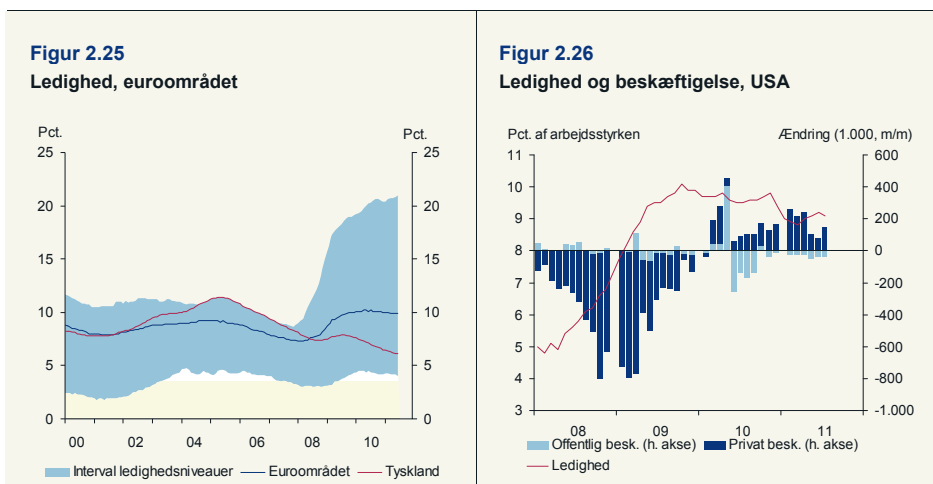 Figur 2.25
Ledighed, euroområdet
Pct. Pct.
25 25
20 20
15 15
10 10
5 5
0 0
00 02 04 06 08 10
Interval ledighedsniveauer Euroområdet Tyskland
Figur 2.26
Ledighed og beskæftigelse, USA
Pct. af arbejdsstyrken Ændring (1.000, m/m)
11 600
10 400
9 200
8 0
7 -200
6 -400
5 -600
4 -800
3 -1.000
08 09 10 11
Offentlig besk. (h. akse) Privat besk. (h. akse)
Ledighed